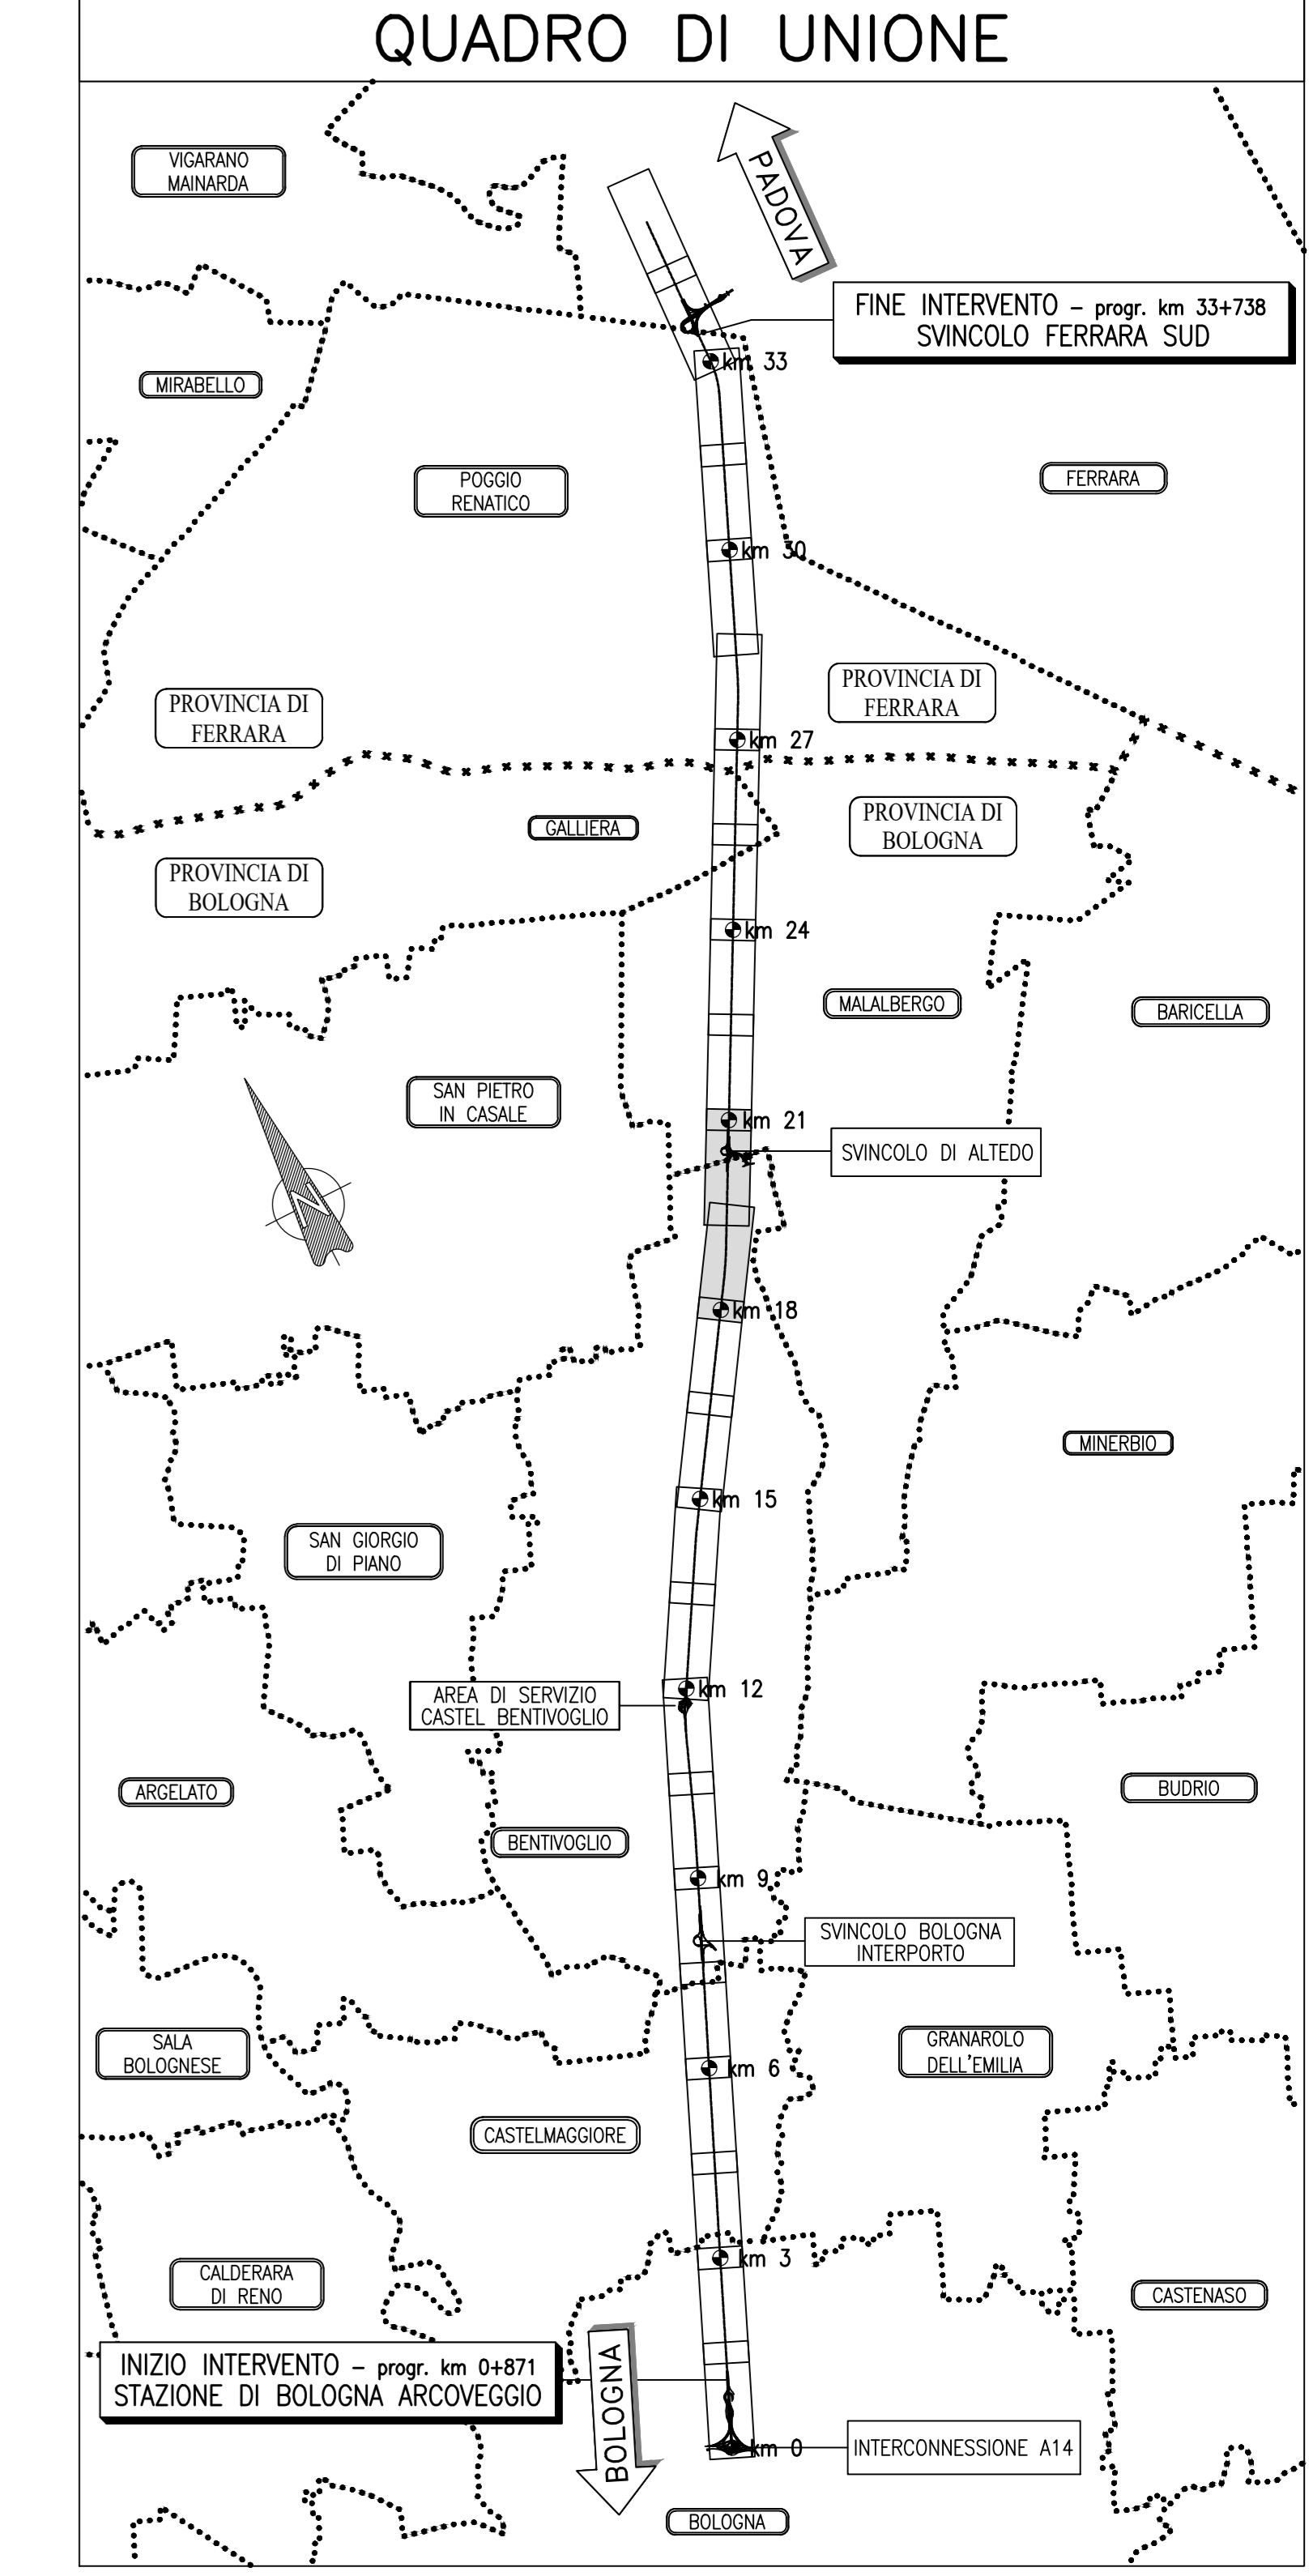 QUADRO DI UNIONE
PADOVA
VIGARANO
MAINARDA
FINE INTERVENTO – progr. km 33+738
SVINCOLO FERRARA SUD
km 33
MIRABELLO
POGGIO
RENATICO
FERRARA
km 30
PROVINCIA DI
FERRARA
PROVINCIA DI
FERRARA
km 27
GALLIERA
PROVINCIA DI
BOLOGNA
PROVINCIA DI
BOLOGNA
km 24
MALALBERGO
BARICELLA
SAN PIETRO
IN CASALE
km 21
SVINCOLO DI ALTEDO
N
km 18
MINERBIO
km 15
SAN GIORGIO
DI PIANO
km 12
AREA DI SERVIZIO
CASTEL BENTIVOGLIO
ARGELATO
BUDRIO
BENTIVOGLIO
km 9
SVINCOLO BOLOGNA
INTERPORTO
SALA
BOLOGNESE
GRANAROLO
DELL'EMILIA
km 6
CASTELMAGGIORE
km 3
CALDERARA
DI RENO
CASTENASO
INIZIO INTERVENTO – progr. km 0+871
STAZIONE DI BOLOGNA ARCOVEGGIO
BOLOGNA
km 0
INTERCONNESSIONE A14
BOLOGNA